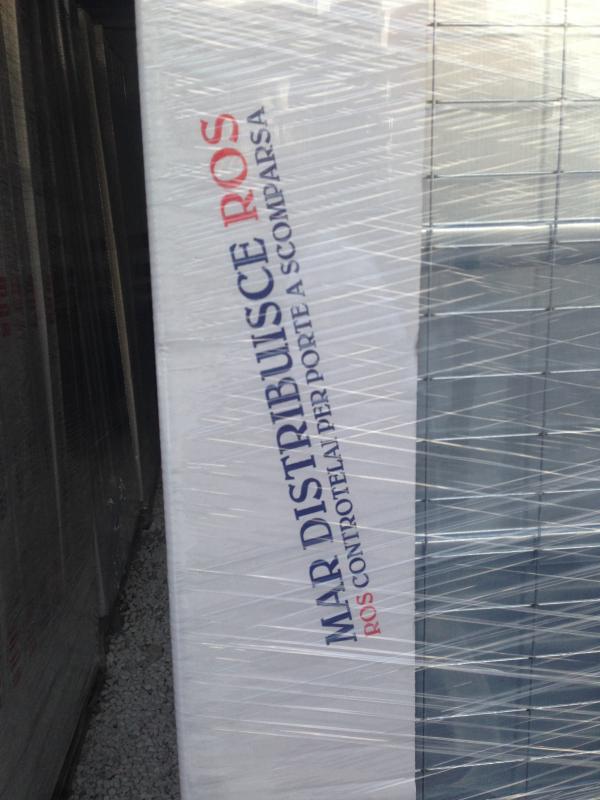 MAR DISTRIBUISCE ROS
ROS CONTROTELAI PER PORTE A SCOMPARSA